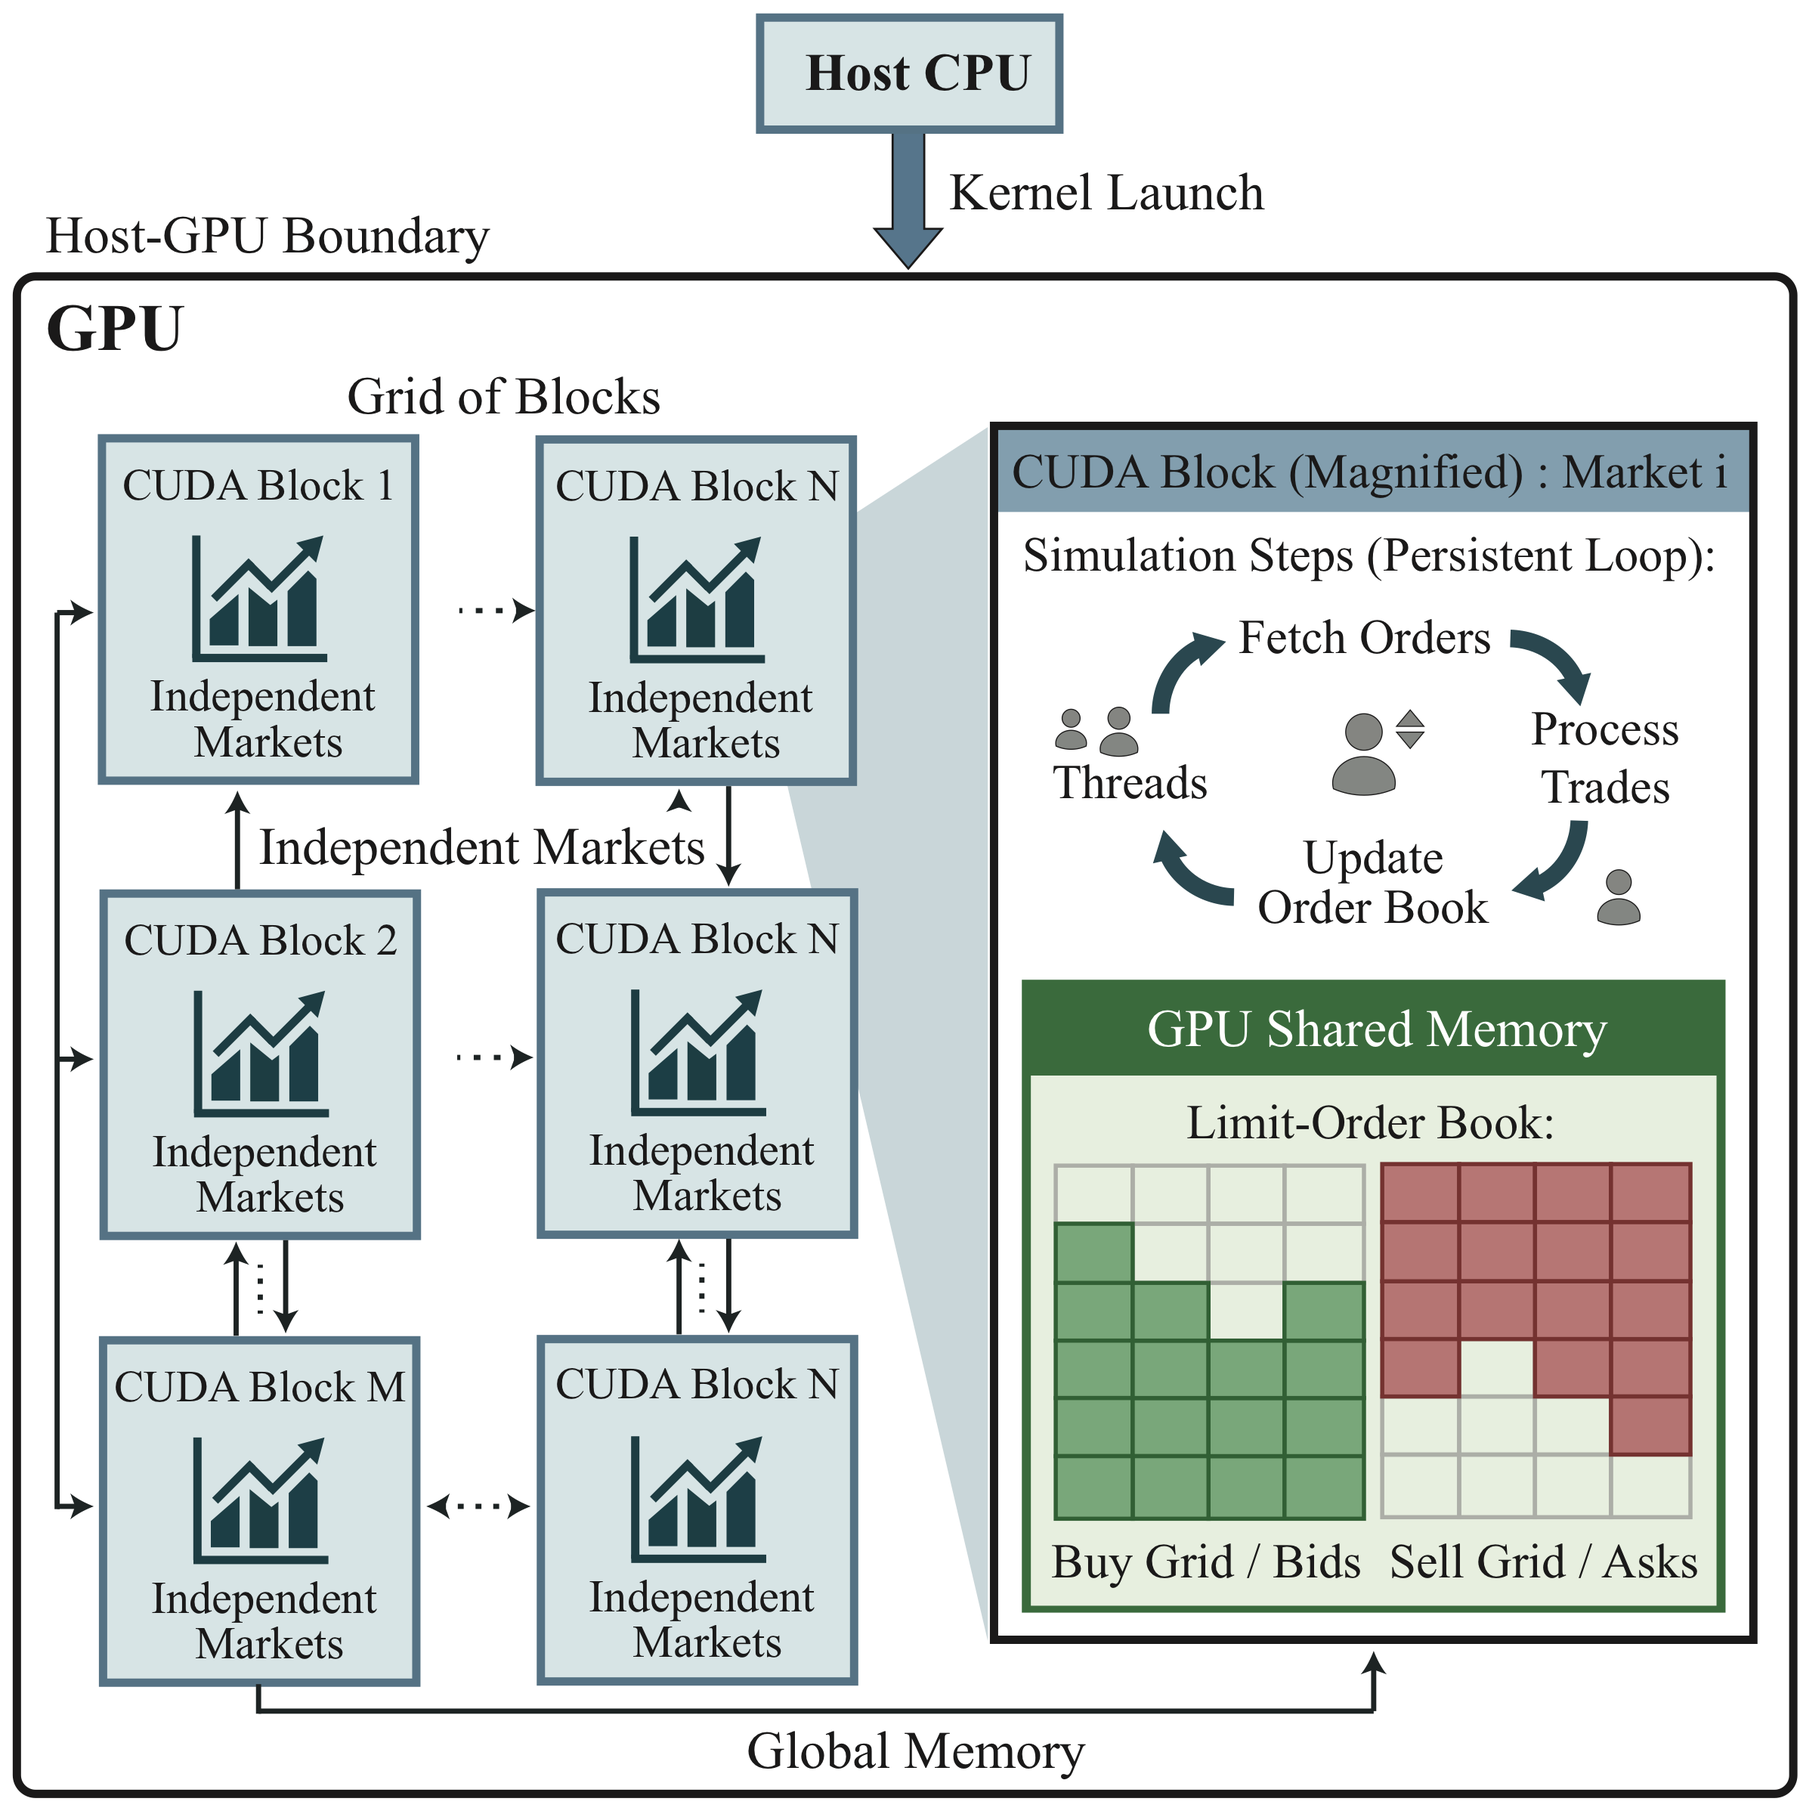 Host CPU
Kernel Launch
Host-GPU Boundary
GPU
Grid of Blocks
CUDA Block 1
Independent
Markets
CUDA Block N
Independent
Markets
Independent Markets
CUDA Block 2
Independent
Markets
CUDA Block N
Independent
Markets
CUDA Block M
Independent
Markets
CUDA Block N
Independent
Markets
CUDA Block (Magnified) : Market i
Simulation Steps (Persistent Loop):
Fetch Orders
Process
Trades
Threads
Update
Order Book
GPU Shared Memory
Limit-Order Book:
Buy Grid / Bids
Sell Grid / Asks
Global Memory